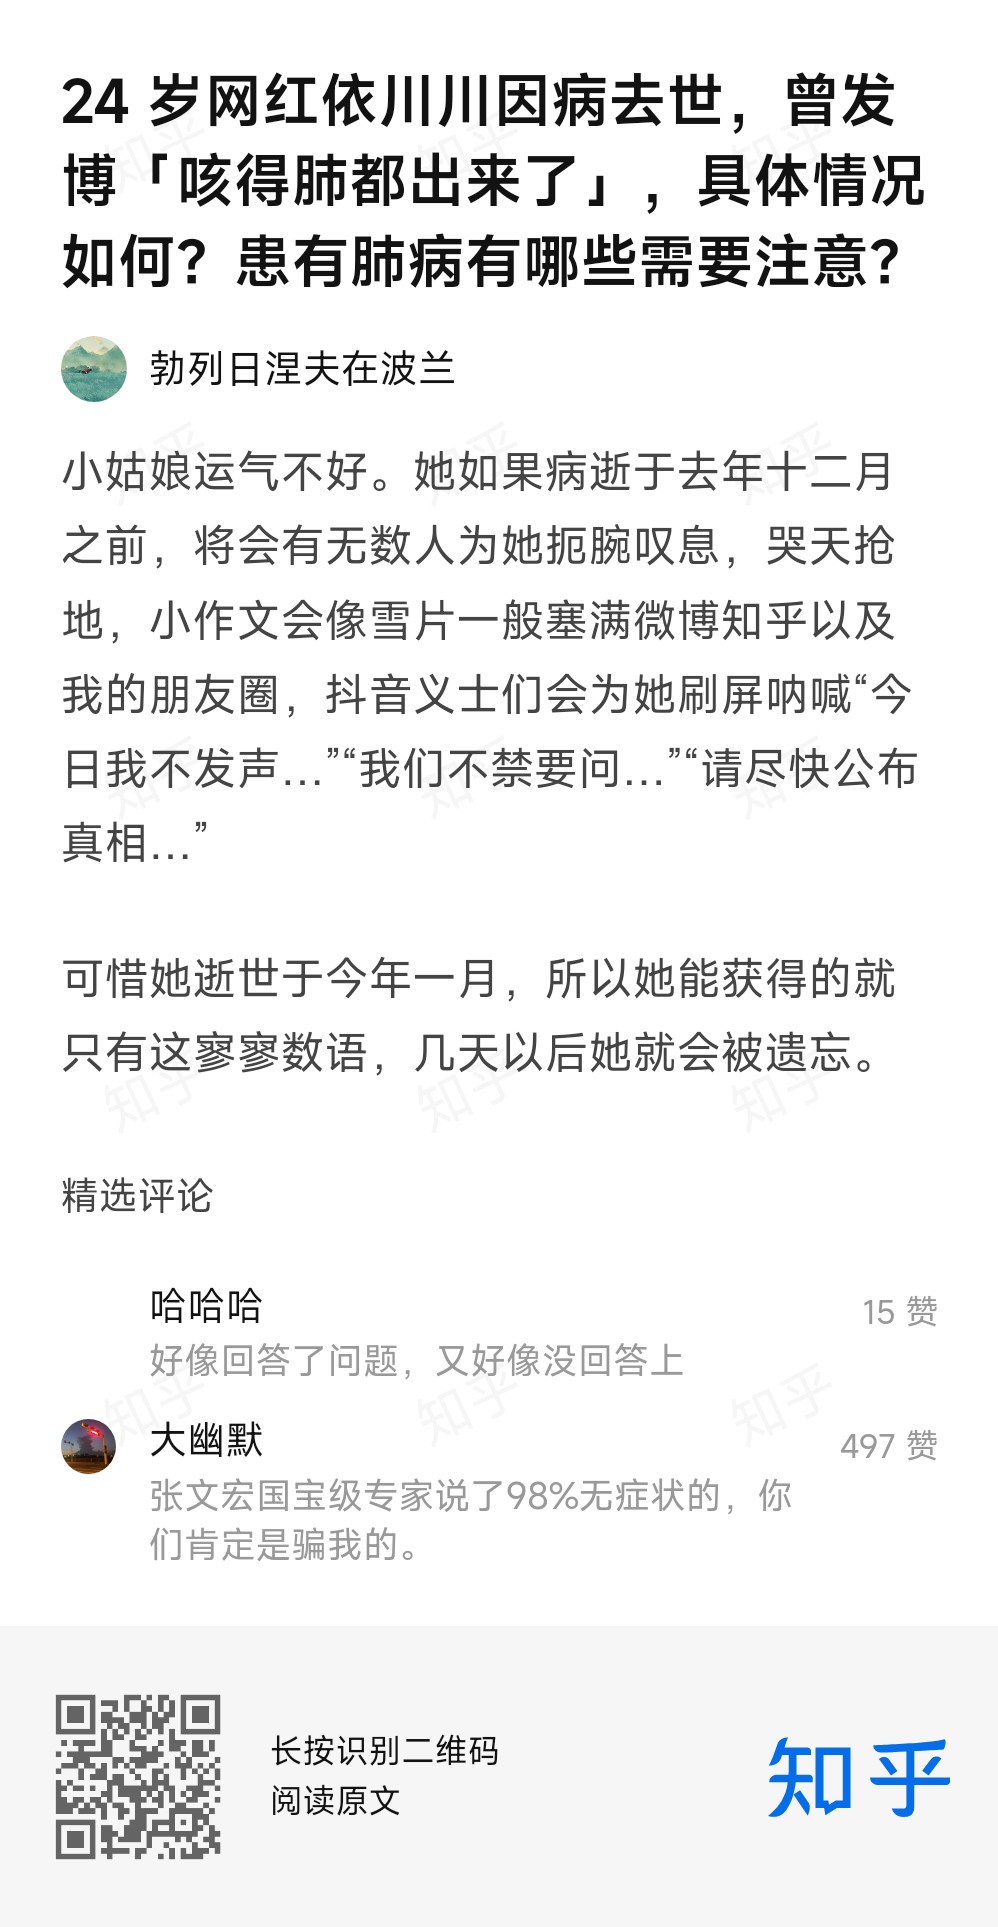 24 岁网红依川川因病去世，曾发
博「咳得肺都出来了」，具体情况
如何？患有肺病有哪些需要注意？
勃列日涅夫在波兰
小姑娘运气不好。她如果病逝于去年十二月
之前，将会有无数人为她扼腕叹息，哭天抢
地，小作文会像雪片一般塞满微博知乎以及
我的朋友圈，抖音义士们会为她刷屏呐喊“今
日我不发声...”“我们不禁要问...”“请尽快公布
真相...”
可惜她逝世于今年一月，所以她能获得的就
只有这寥寥数语，几天以后她就会被遗忘。
精选评论
哈哈哈
15 赞
好像回答了问题，又好像没回答上
大幽默
497 赞
张文宏国宝级专家说了98%无症状的，你
们肯定是骗我的。
长按识别二维码
阅读原文
知乎